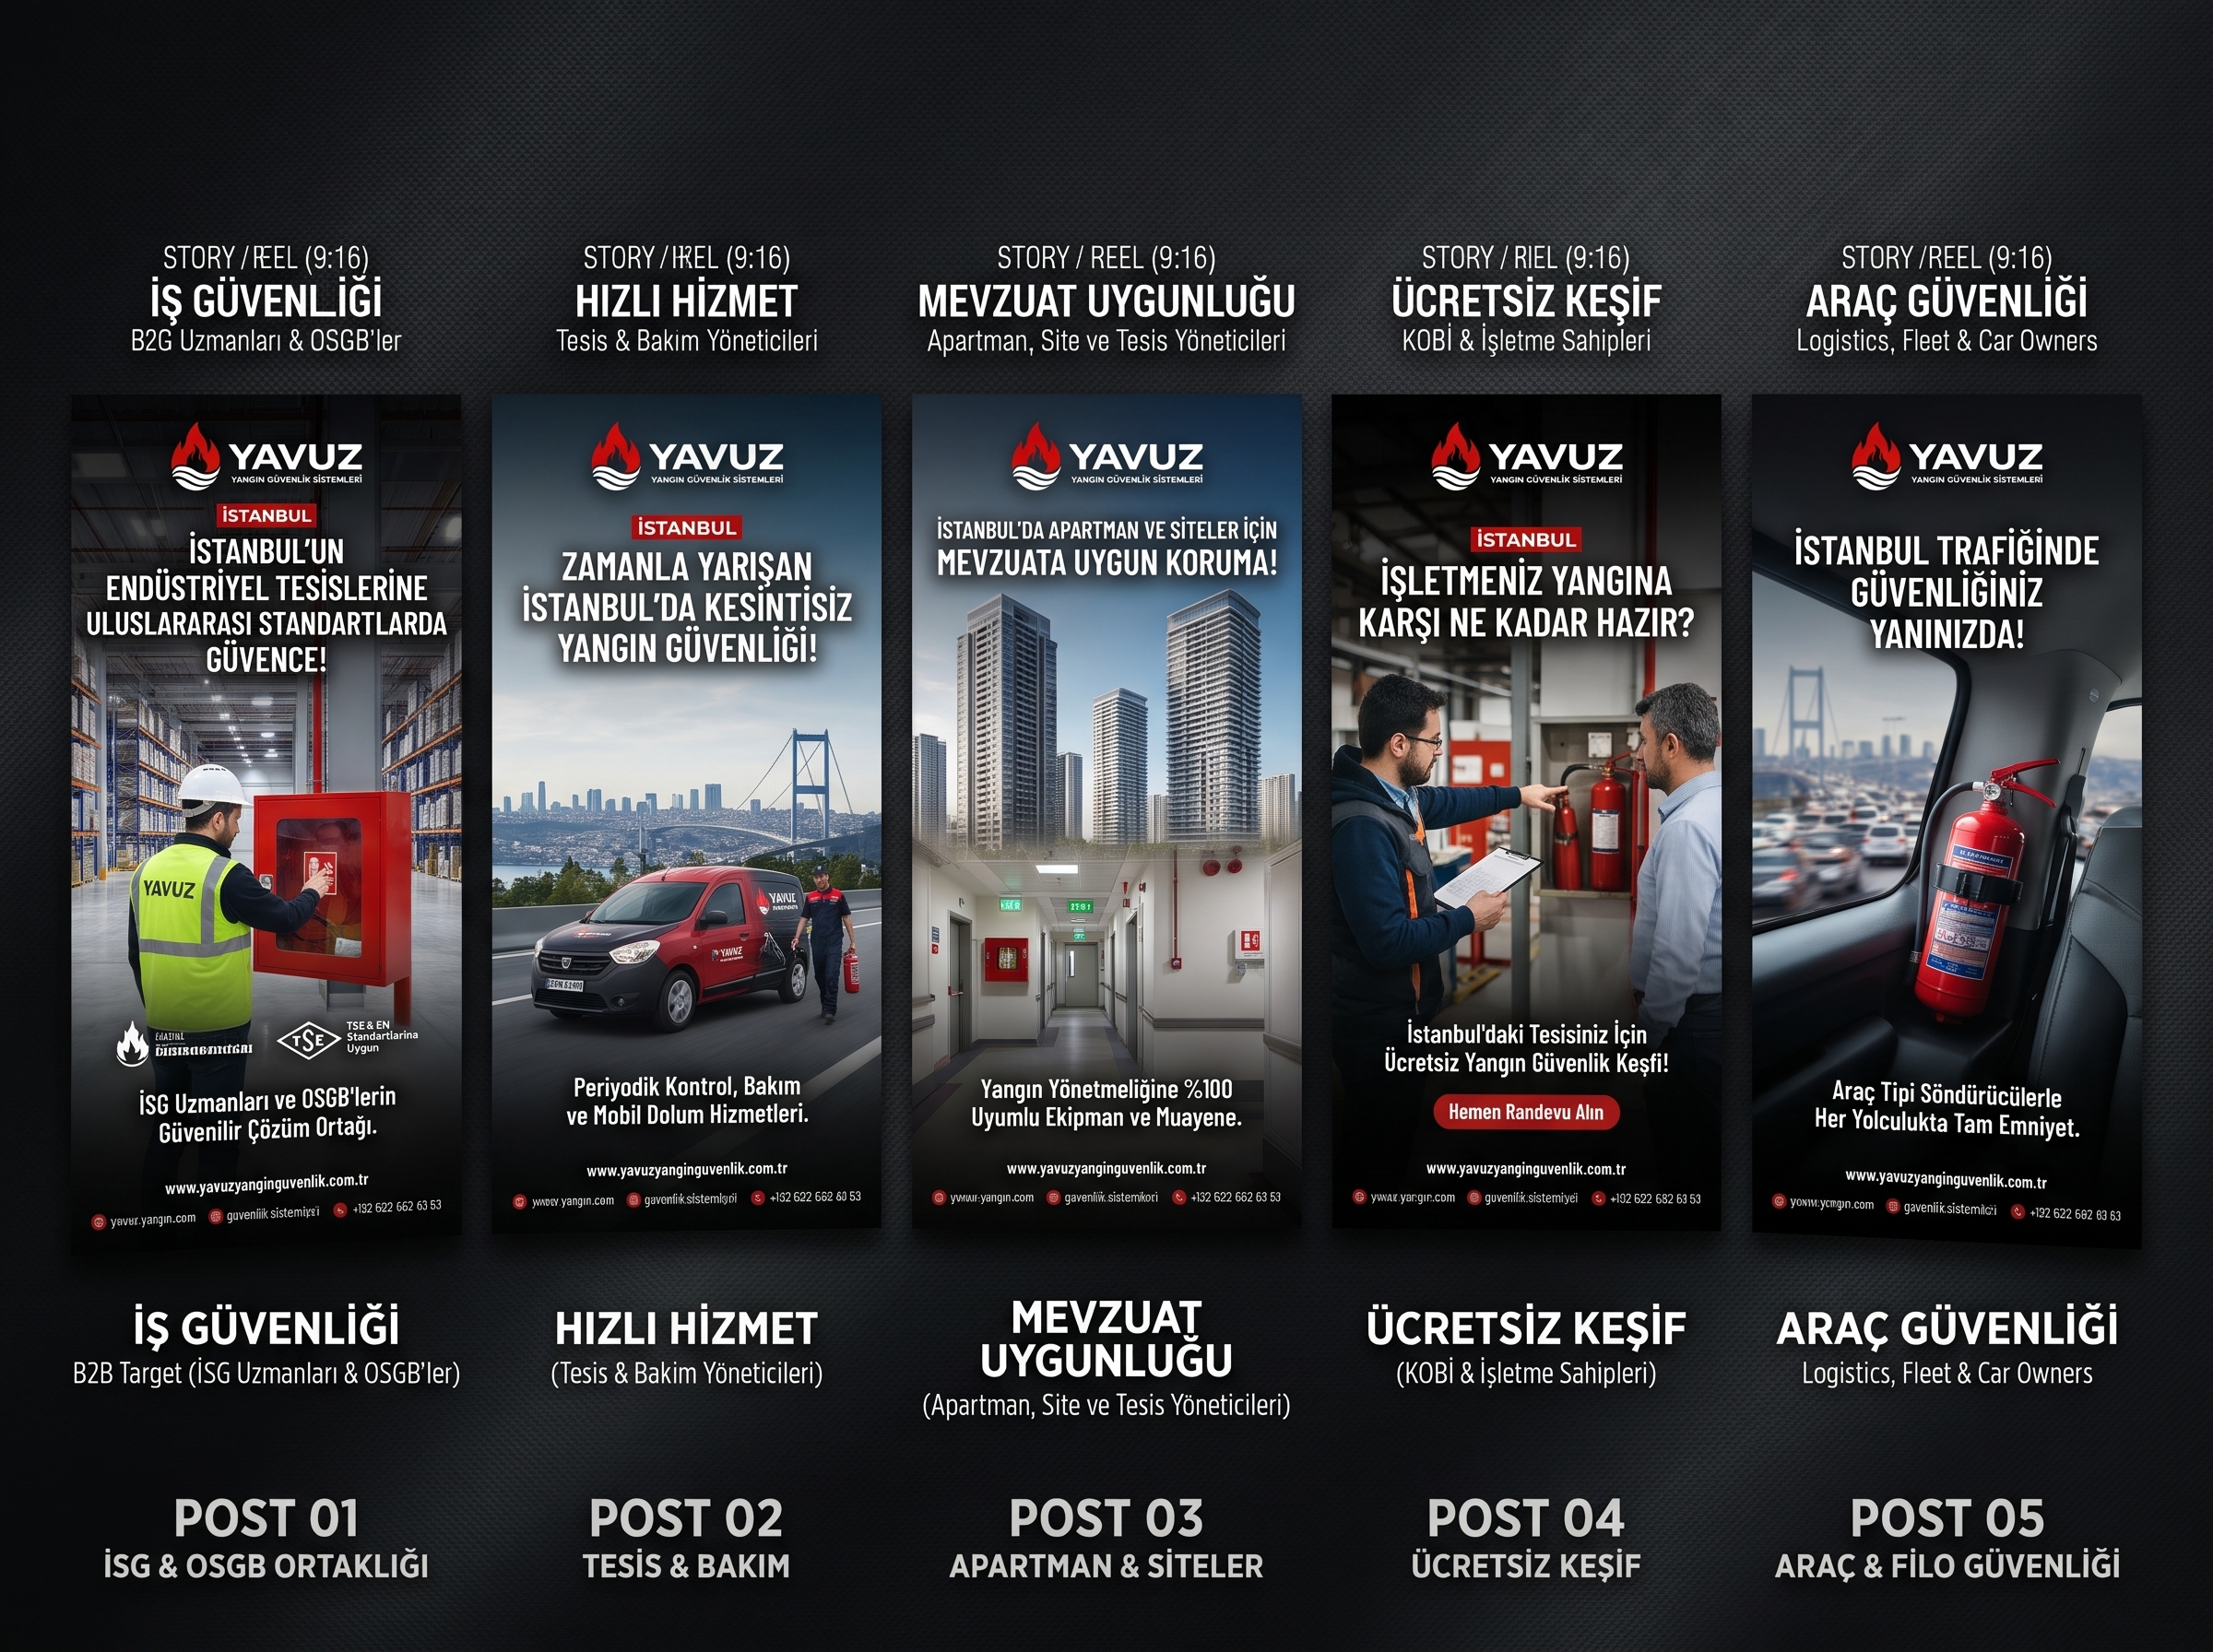 STORY / REEL (9:16)
İŞ GÜVENLİĞİ
B2G Uzmanları & OSGB'ler
STORY / (9:16)
HIZLI HİZMET
Tesis & Bakım Yöneticileri
STORY / REEL (9:16)
MEVZUAT UYGUNLUĞU
Apartman, Site ve Tesis Yöneticileri
STORY / (9:16)
ÜCRETSİZ KEŞİF
KOBİ & İşletme Sahipleri
STORY /REEL (9:16)
ARAÇ GÜVENLİĞİ
Logistics, Fleet & Car Owners
YAVUZ
YANGIN GÜVENLİK SİSTEMLERİ
İSTANBUL
İSTANBUL'UN
ENDÜSTRİYEL TESİSLERİNE
ULUSLARARASI STANDARTLARDA
GÜVENCE!
YAVUZ
TSE
TSE & EN
Standartlarina
Uygun
İSG Uzmanları ve OSGB'lerin
Güvenilir Çözüm Ortağı.
www.yavuzyanginguvenlik.com.tr
+192 622 662 63 53
YAVUZ
YANGIN GÜVENLİK SİSTEMLERİ
İSTANBUL
ZAMANLA YARIŞAN
İSTANBUL'DA KESİNTİSİZ
YANGIN GÜVENLİĞİ!
Periyodik Kontrol, Bakım
ve Mobil Dolum Hizmetleri.
www.yavuzyanginguvenlik.com.tr
YAVUZ
YANGIN GÜVENLİK SİSTEMLERİ
İSTANBUL'DA APARTMAN VE SİTELER İÇİN
MEVZUATA UYGUN KORUMA!
Yangın Yönetmeliğine %100
Uyumlu Ekipman ve Muayene.
www.yavuzyanginguvenlik.com.tr
+192 622 662 63 53
YAVUZ
YANGIN GÜVENLİK SİSTEMLERİ
İSTANBUL
İŞLETMENİZ YANGINA
KARŞI NE KADAR HAZIR?
İstanbul'daki Tesisiniz İçin
Ücretsiz Yangın Güvenlik Keşfi!
Hemen Randevu Alın
www.yavuzyanginguvenlik.com.tr
+192 622 682 63 53
YAVUZ
YANGIN GÜVENLİK SİSTEMLERİ
İSTANBUL TRAFİĞİNDE
GÜVENLİĞİNİZ
YANINIZDA!
Araç Tipi Söndürücülerle
Her Yolculukta Tam Emniyet.
www.yavuzyanginguvenlik.com.tr
İŞ GÜVENLİĞİ
B2B Target (İSG Uzmanları & OSGB'ler)
HIZLI HİZMET
(Tesis & Bakım Yöneticileri)
MEVZUAT
UYGUNLUĞU
(Apartman, Site ve Tesis Yöneticileri)
ÜCRETSİZ KEŞİF
(KOBİ & İşletme Sahipleri)
ARAÇ GÜVENLİĞİ
Logistics, Fleet & Car Owners
POST 01
İSG & OSGB ORTAKLIĞI
POST 02
TESİS & BAKIM
POST 03
APARTMAN & SİTELER
POST 04
ÜCRETSİZ KEŞİF
POST 05
ARAÇ & FİLO GÜVENLİĞİ